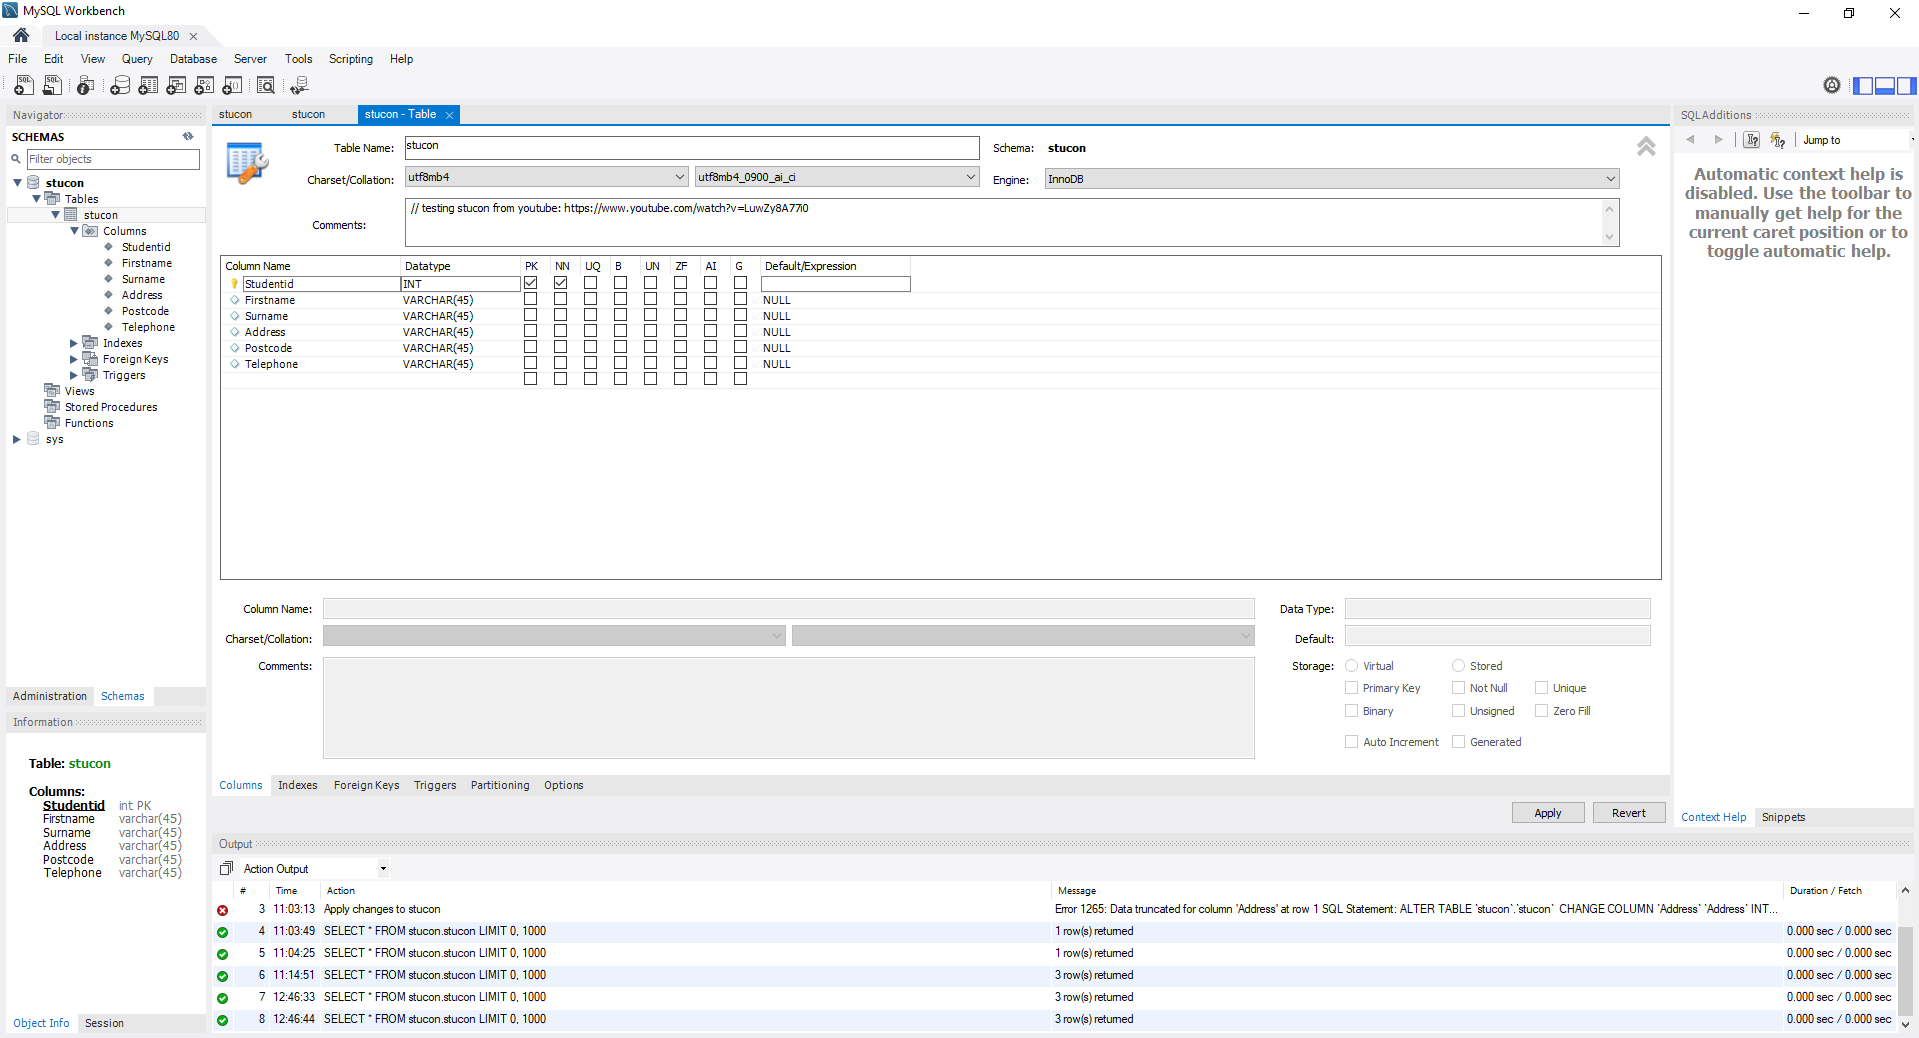 MySQL Workbench
Local instance MySQL80
File Edit View Query Database Server Tools Scripting Help
Navigator
SCHEMAS
Filter objects
stucon
Tables
stucon
Columns
Studentid
Firstname
Surname
Address
Postcode
Telephone
Indexes
Foreign Keys
Triggers
Views
Stored Procedures
Functions
sys
Administration Schemas
Information
Table: stucon
Columns:
Studentid int PK
Firstname varchar(45)
Surname varchar(45)
Address varchar(45)
Postcode varchar(45)
Telephone varchar(45)
Object Info Session
stucon stucon stucon - Table
Table Name: stucon Schema: stucon
Charset/Collation: utf8mb4 utf8mb4_0900_ai_ci Engine: InnoDB
Comments: // testing stucon from youtube: https://www.youtube.com/watch?v=LuwZy8A77i0
Column Name Datatype PK NN UQ B UN ZF AI G Default/Expression
Studentid INT
Firstname VARCHAR(45) NULL
Surname VARCHAR(45) NULL
Address VARCHAR(45) NULL
Postcode VARCHAR(45) NULL
Telephone VARCHAR(45) NULL
Column Name: Data Type:
Charset/Collation: Default:
Comments: Storage: Virtual Stored
Primary Key Not Null Unique
Binary Unsigned Zero Fill
Auto Increment Generated
Columns Indexes Foreign Keys Triggers Partitioning Options
Apply Revert
Output
Action Output
# Time Action Message Duration / Fetch
3 11:03:13 Apply changes to stucon Error 1265: Data truncated for column 'Address' at row 1 SQL Statement: ALTER TABLE `stucon`.`stucon` CHANGE COLUMN `Address` `Address` INT...
4 11:03:49 SELECT * FROM stucon.stucon LIMIT 0, 1000 1 row(s) returned 0.000 sec / 0.000 sec
5 11:04:25 SELECT * FROM stucon.stucon LIMIT 0, 1000 1 row(s) returned 0.000 sec / 0.000 sec
6 11:14:51 SELECT * FROM stucon.stucon LIMIT 0, 1000 3 row(s) returned 0.000 sec / 0.000 sec
7 12:46:33 SELECT * FROM stucon.stucon LIMIT 0, 1000 3 row(s) returned 0.000 sec / 0.000 sec
8 12:46:44 SELECT * FROM stucon.stucon LIMIT 0, 1000 3 row(s) returned 0.000 sec / 0.000 sec
SQLAdditions
Jump to
Automatic context help is
disabled. Use the toolbar to
manually get help for the
current caret position or to
toggle automatic help.
Context Help Snippets